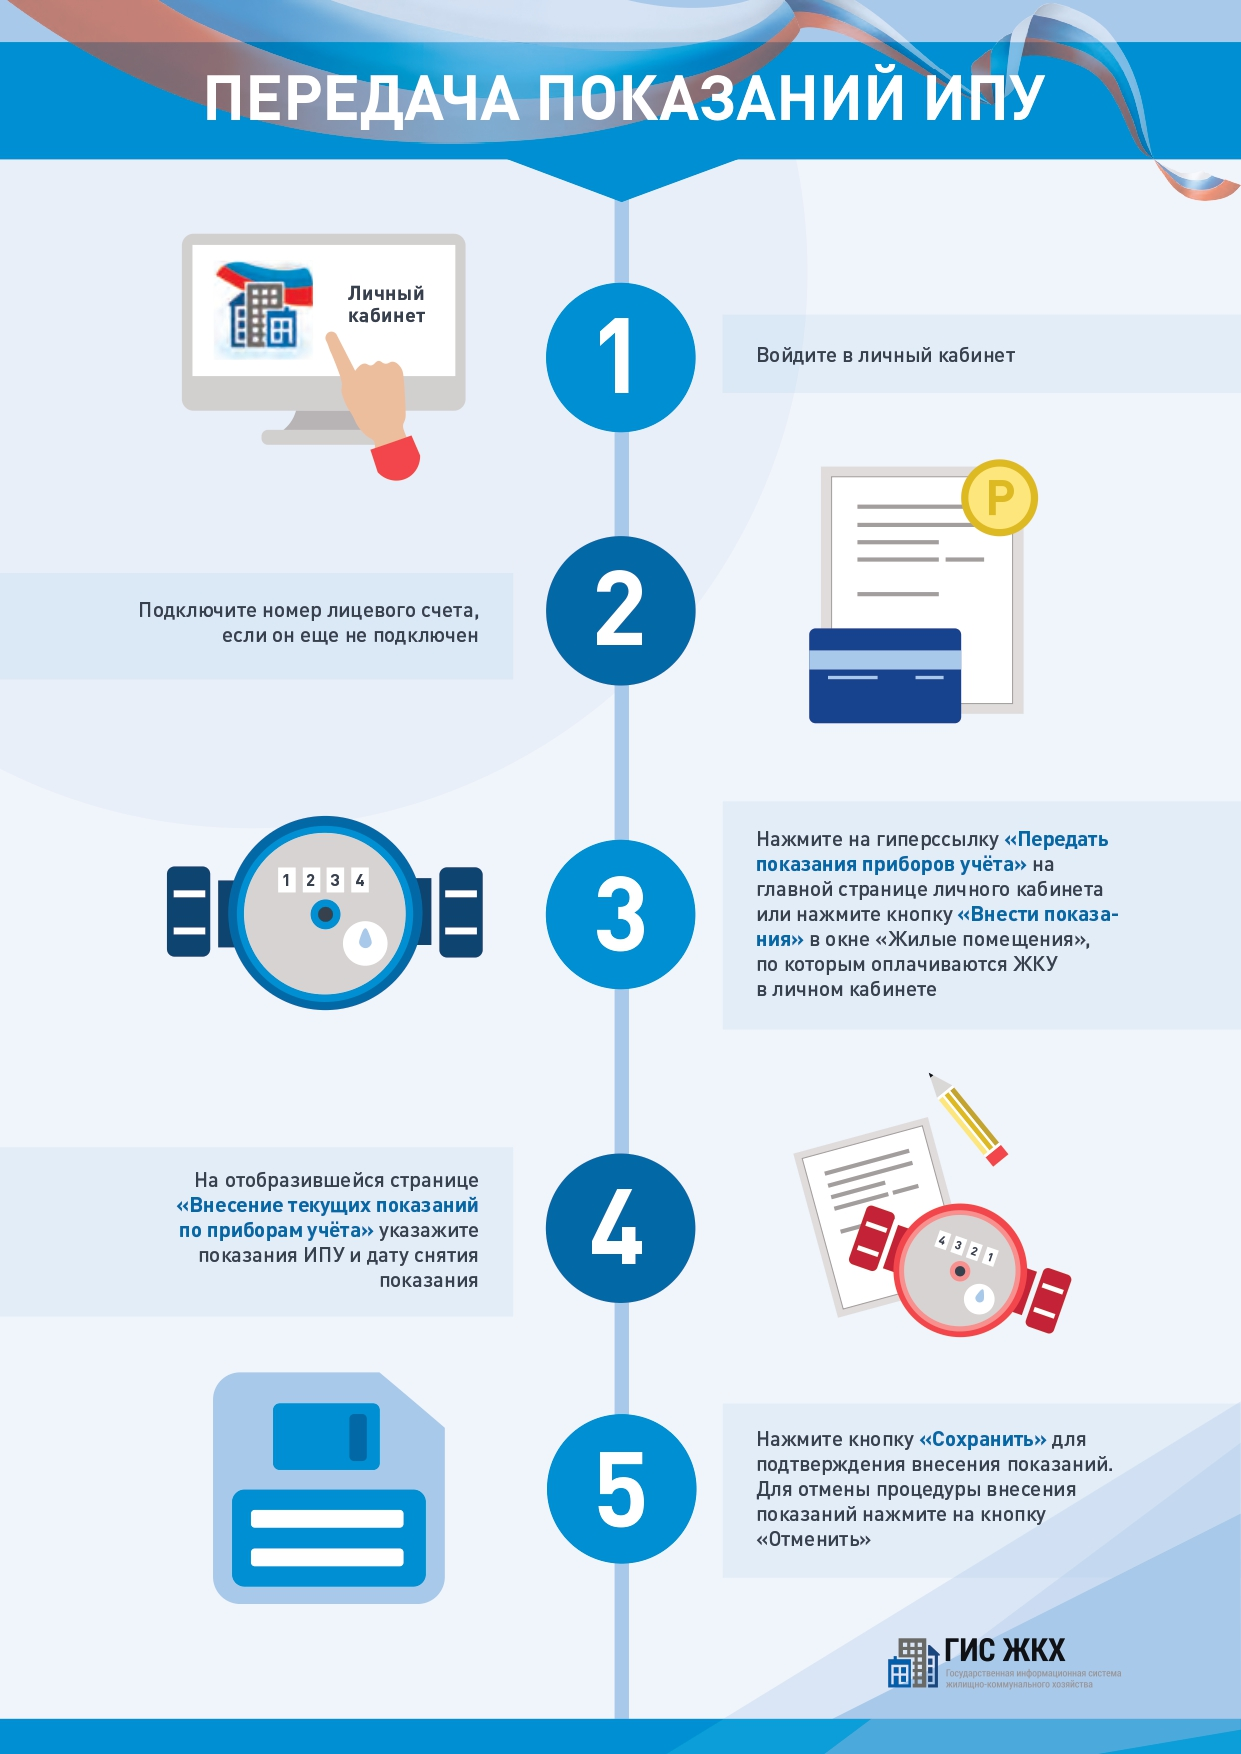 ПЕРЕДАЧА ПОКАЗАНИЙ ИПУ
Личный
кабинет
1
Войдите в личный кабинет
Р
2
Подключите номер лицевого счета,
если он еще не подключен
1 2 3 4
3
Нажмите на гиперссылку «Передать
показания приборов учёта» на
главной странице личного кабинета
или нажмите кнопку «Внести показа-
ния» в окне «Жилые помещения»,
по которым оплачиваются ЖКУ
в личном кабинете
4
На отобразившейся странице
«Внесение текущих показаний
по приборам учёта» указажите
показания ИПУ и дату снятия
показания
4 3 2 1
5
Нажмите кнопку «Сохранить» для
подтверждения внесения показаний.
Для отмены процедуры внесения
показаний нажмите на кнопку
«Отменить»
ГИС ЖКХ
Государственная информационная система
жилищно-коммунального хозяйства